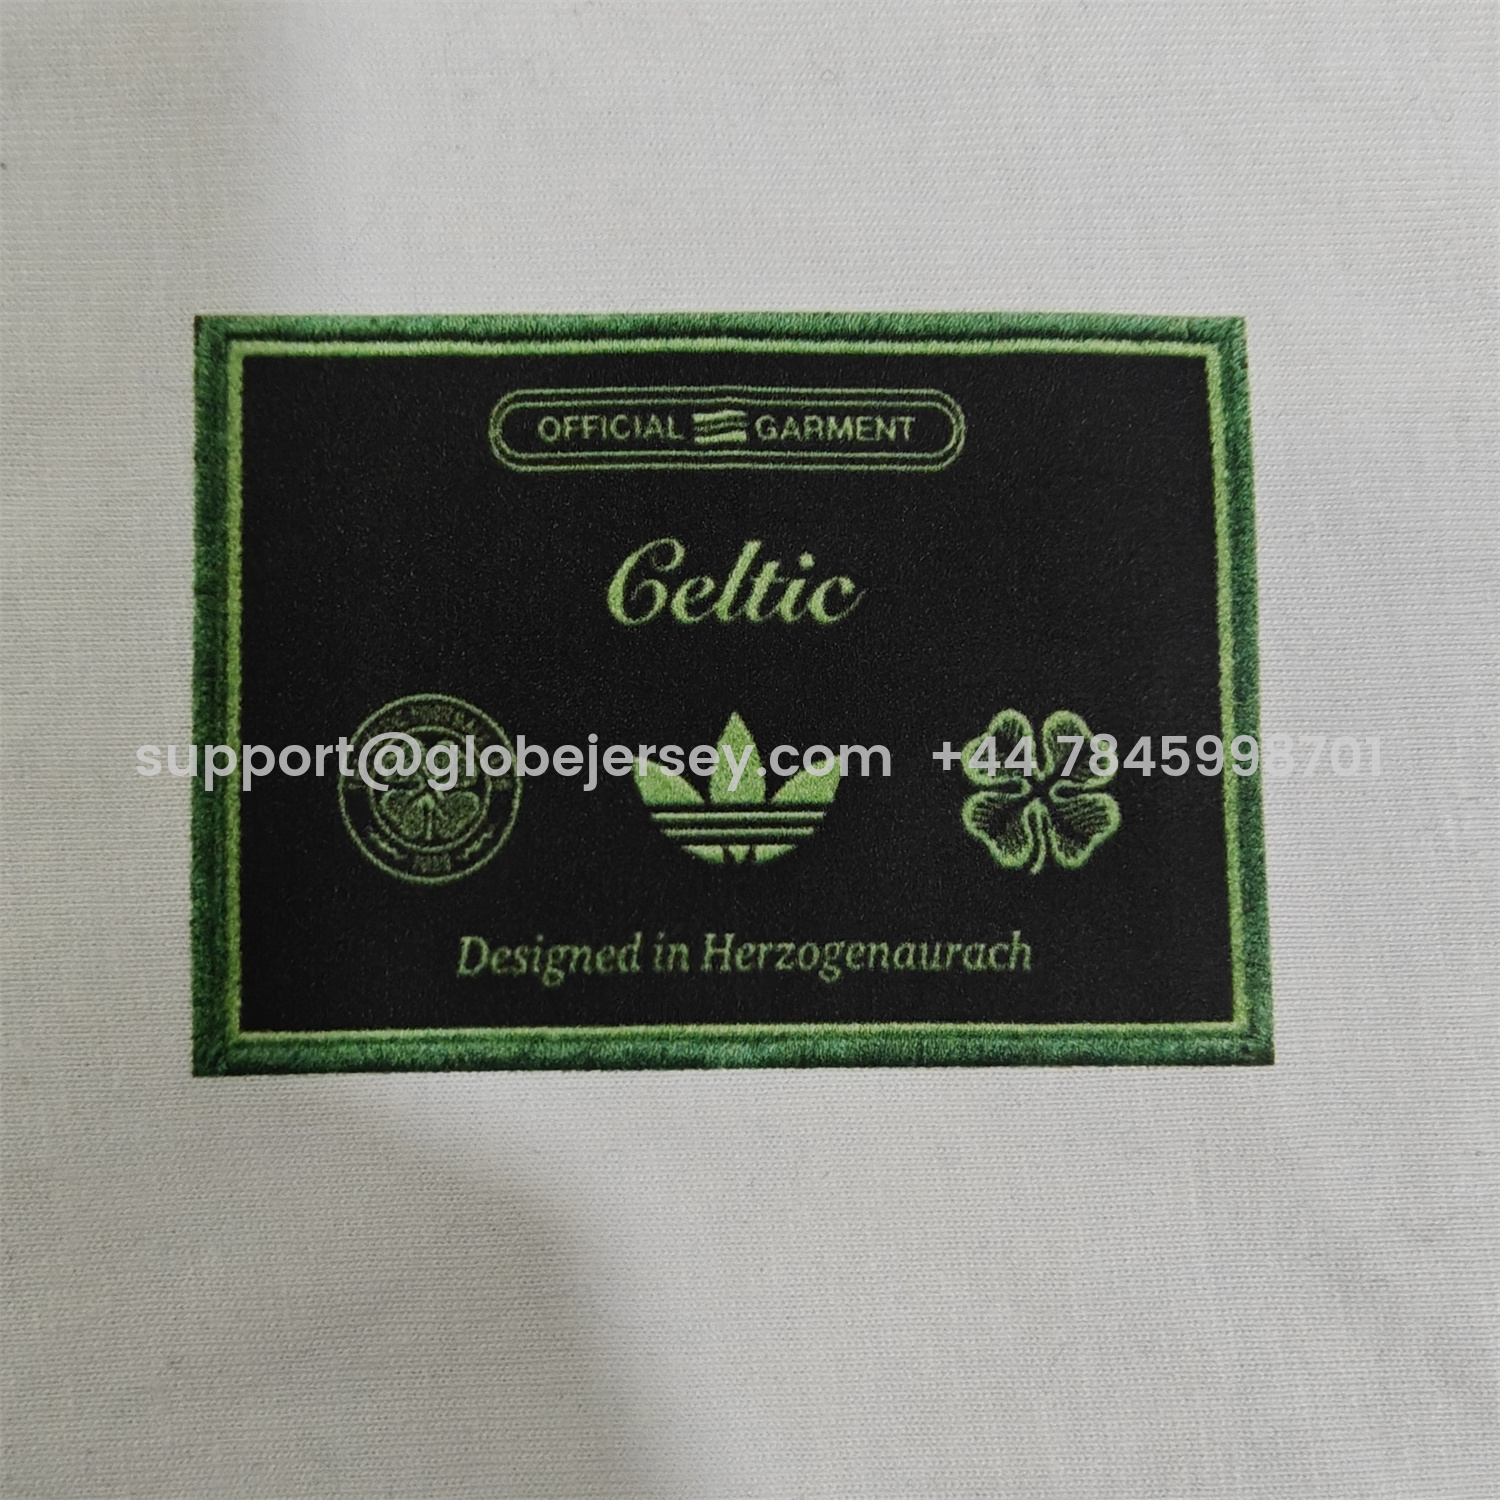 OFFICIAL GARMENT
Celtic
support@globejersey.com +44 7845998701
Designed in Herzogenaurach